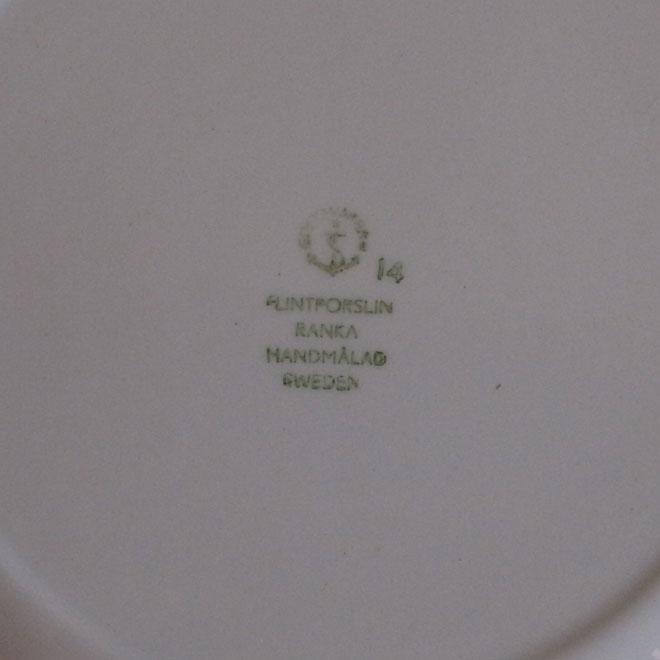 14
FLINTPORSLIN
RANKA
HANDMÅLAD
SWEDEN